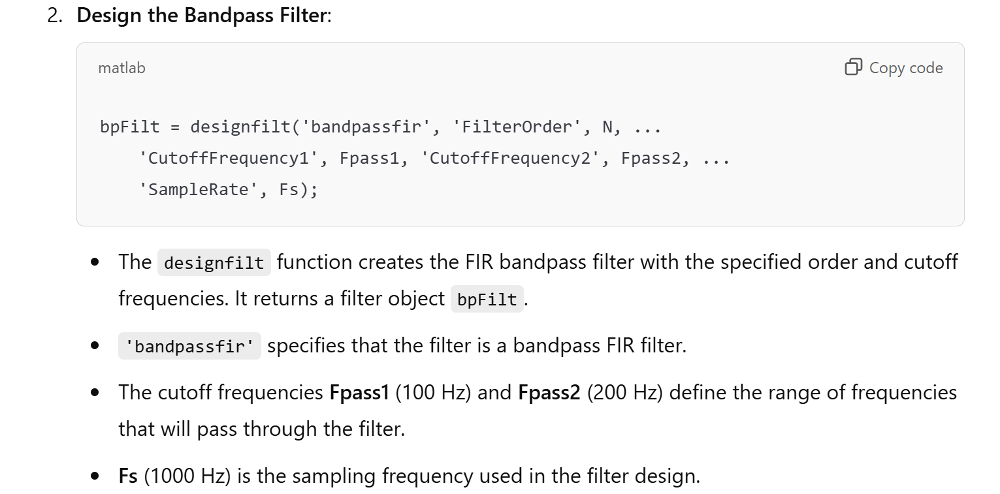 2. Design the Bandpass Filter:
matlab
Copy code
bpFilt = designfilt('bandpassfir', 'FilterOrder', N, ...
    'CutoffFrequency1', Fpass1, 'CutoffFrequency2', Fpass2, ...
    'SampleRate', Fs);
• The designfilt function creates the FIR bandpass filter with the specified order and cutoff
frequencies. It returns a filter object bpFilt.
• 'bandpassfir' specifies that the filter is a bandpass FIR filter.
• The cutoff frequencies Fpass1 (100 Hz) and Fpass2 (200 Hz) define the range of frequencies
that will pass through the filter.
• Fs (1000 Hz) is the sampling frequency used in the filter design.